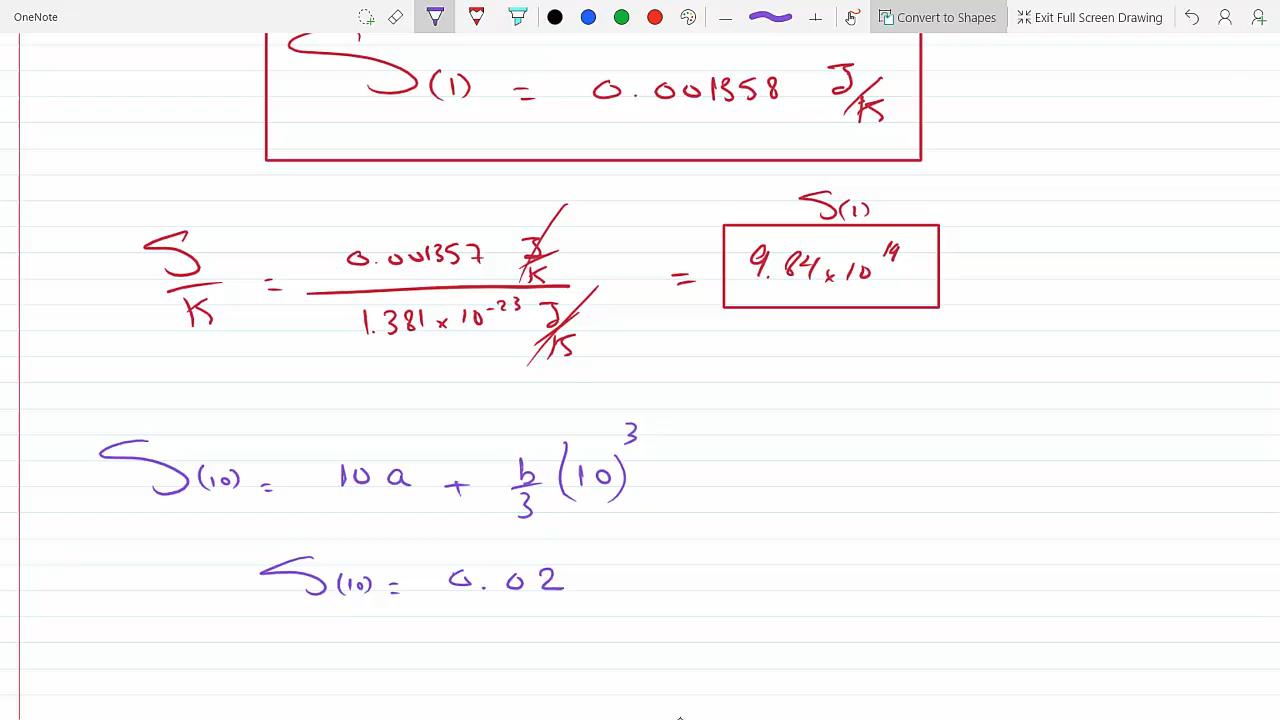 OneNote Convert to Shapes Exit Full Screen Drawing
S(1) = 0.001358 J/K
S(1)
S/K = 0.001357 J/K / 1.381 x 10^-23 J/K = 9.84 x 10^19
S(10) = 10 a + b/3 (10)^3
S(10) = 0.02